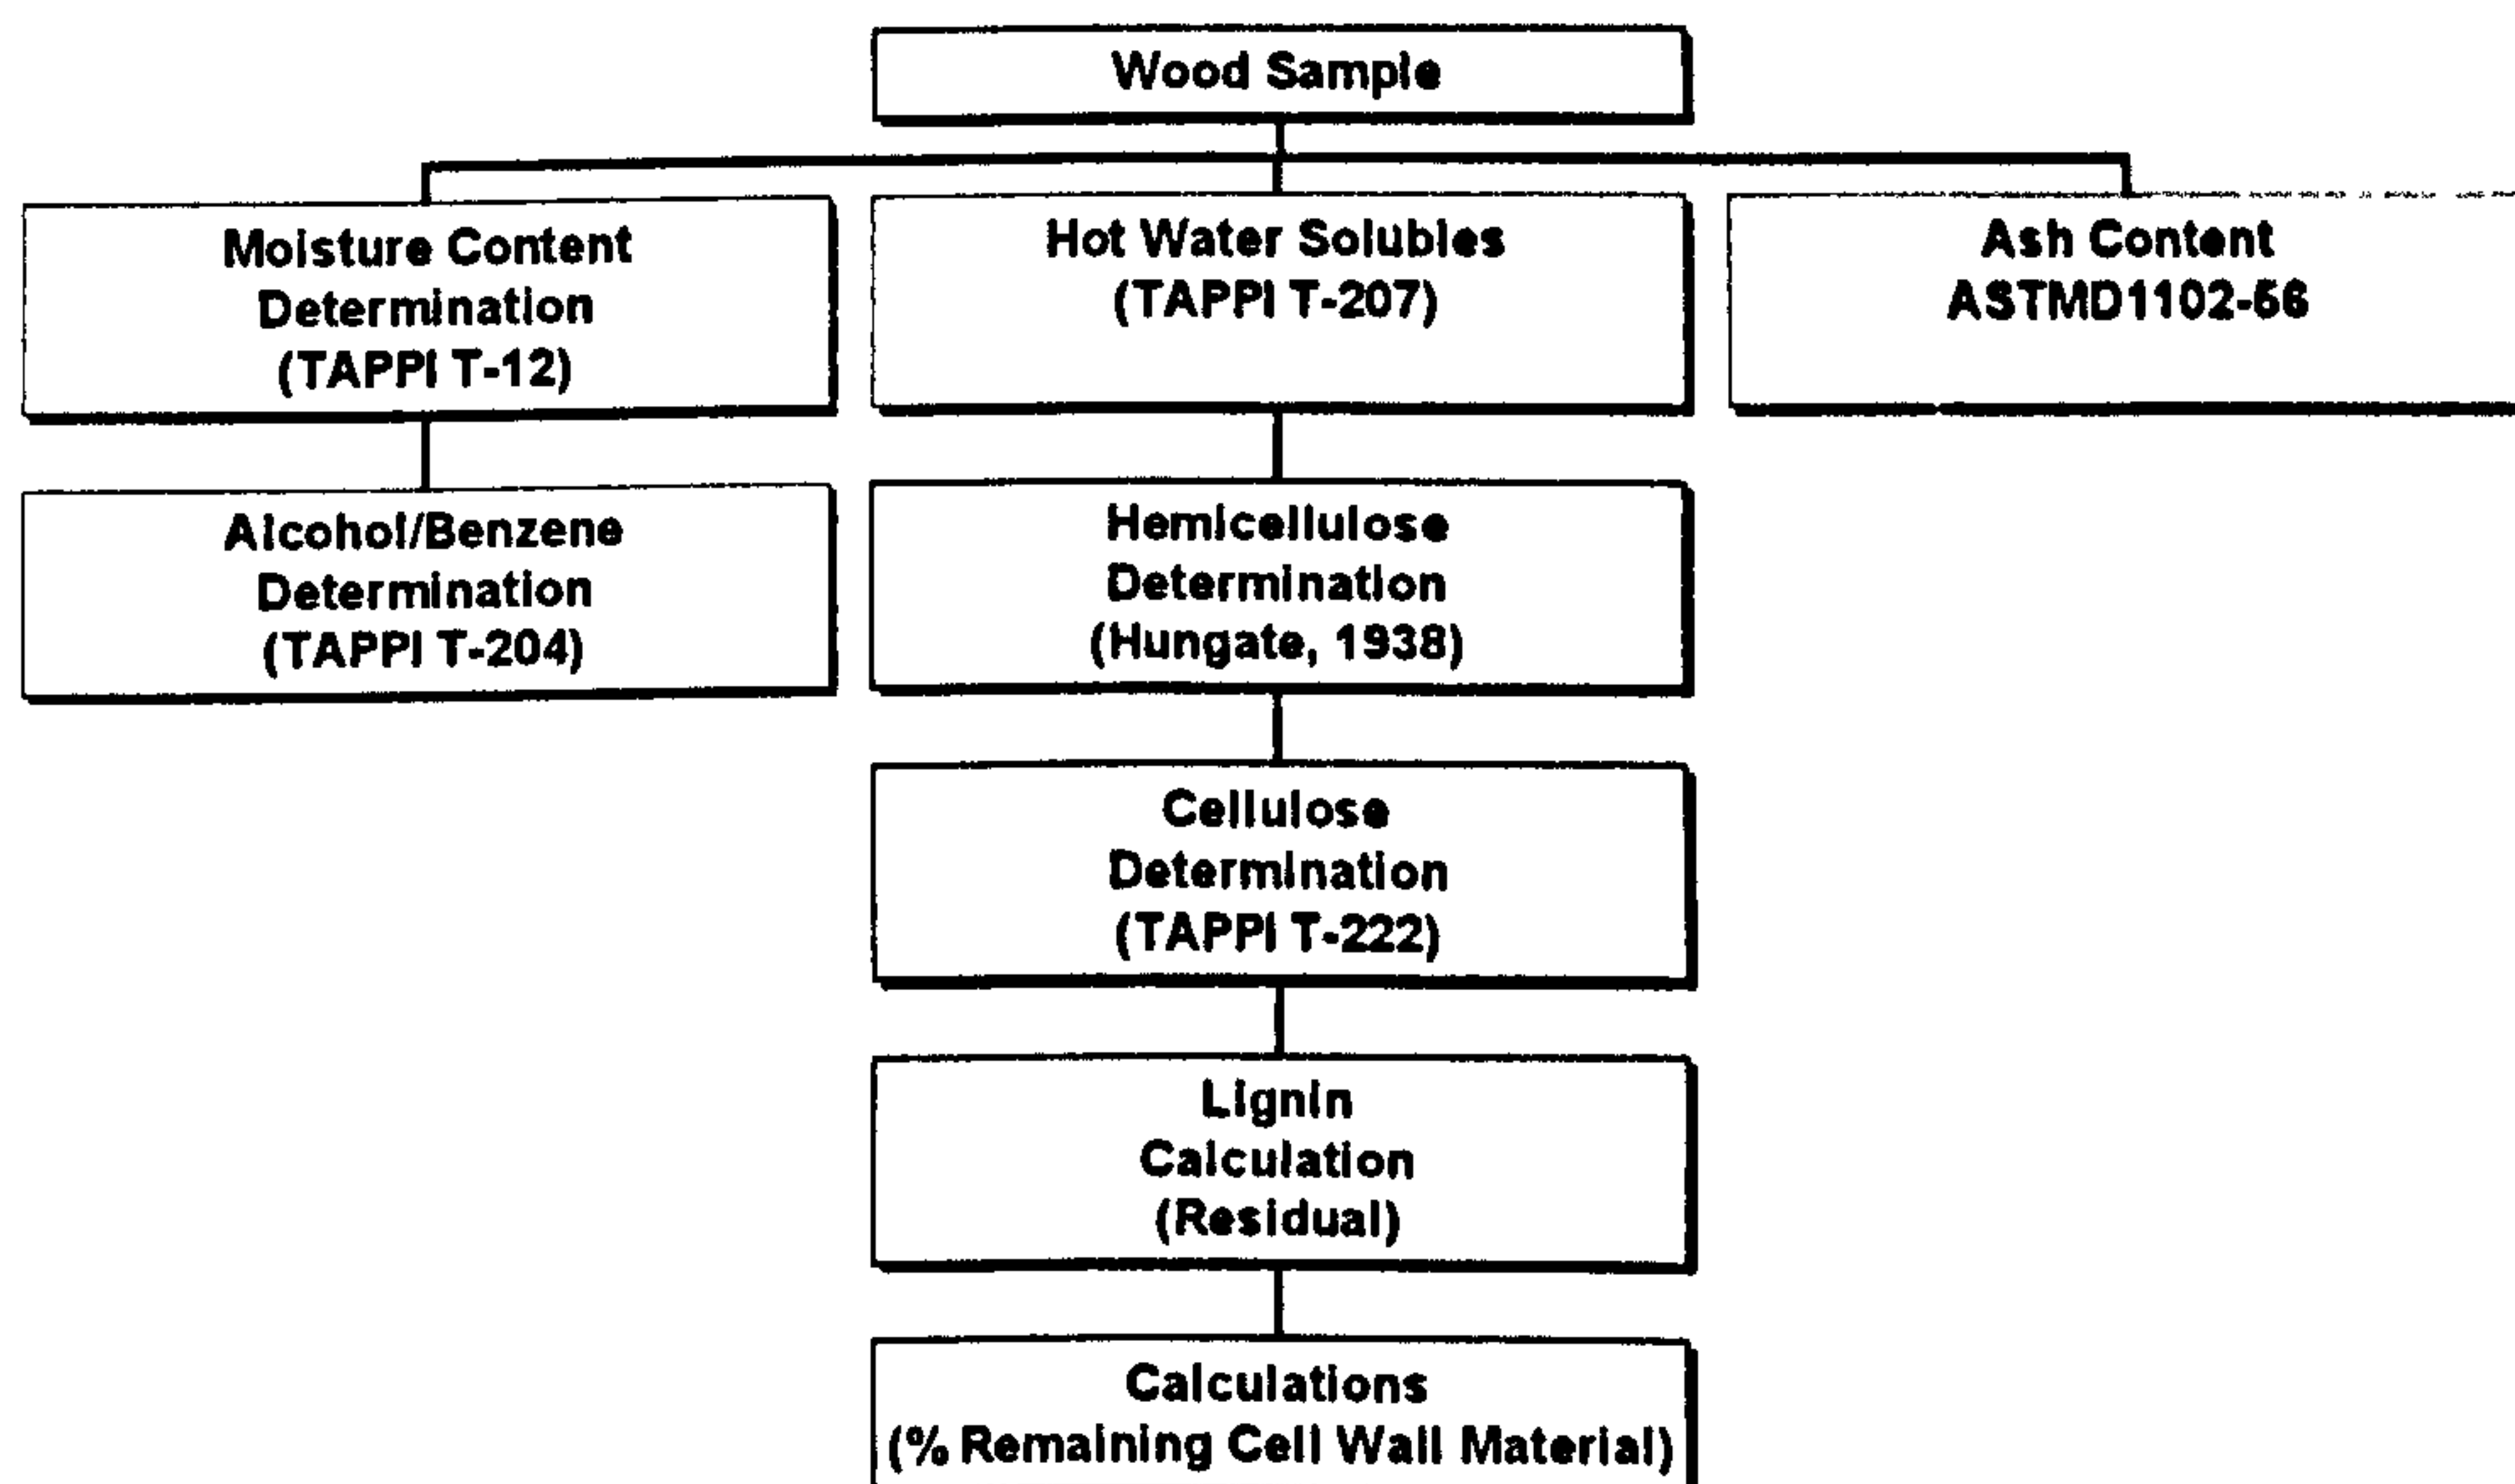 Wood Sample
Moisture Content
Determination
(TAPPI T-12)
Hot Water Solubles
(TAPPI T-207)
Ash Content
ASTMD1102-56
Alcohol/Benzene
Determination
(TAPPI T-204)
Hemicellulose
Determination
(Hungate, 1938)
Cellulose
Determination
(TAPPI T-222)
Lignin
Calculation
(Residual)
Calculations
(% Remaining Cell Wall Material)